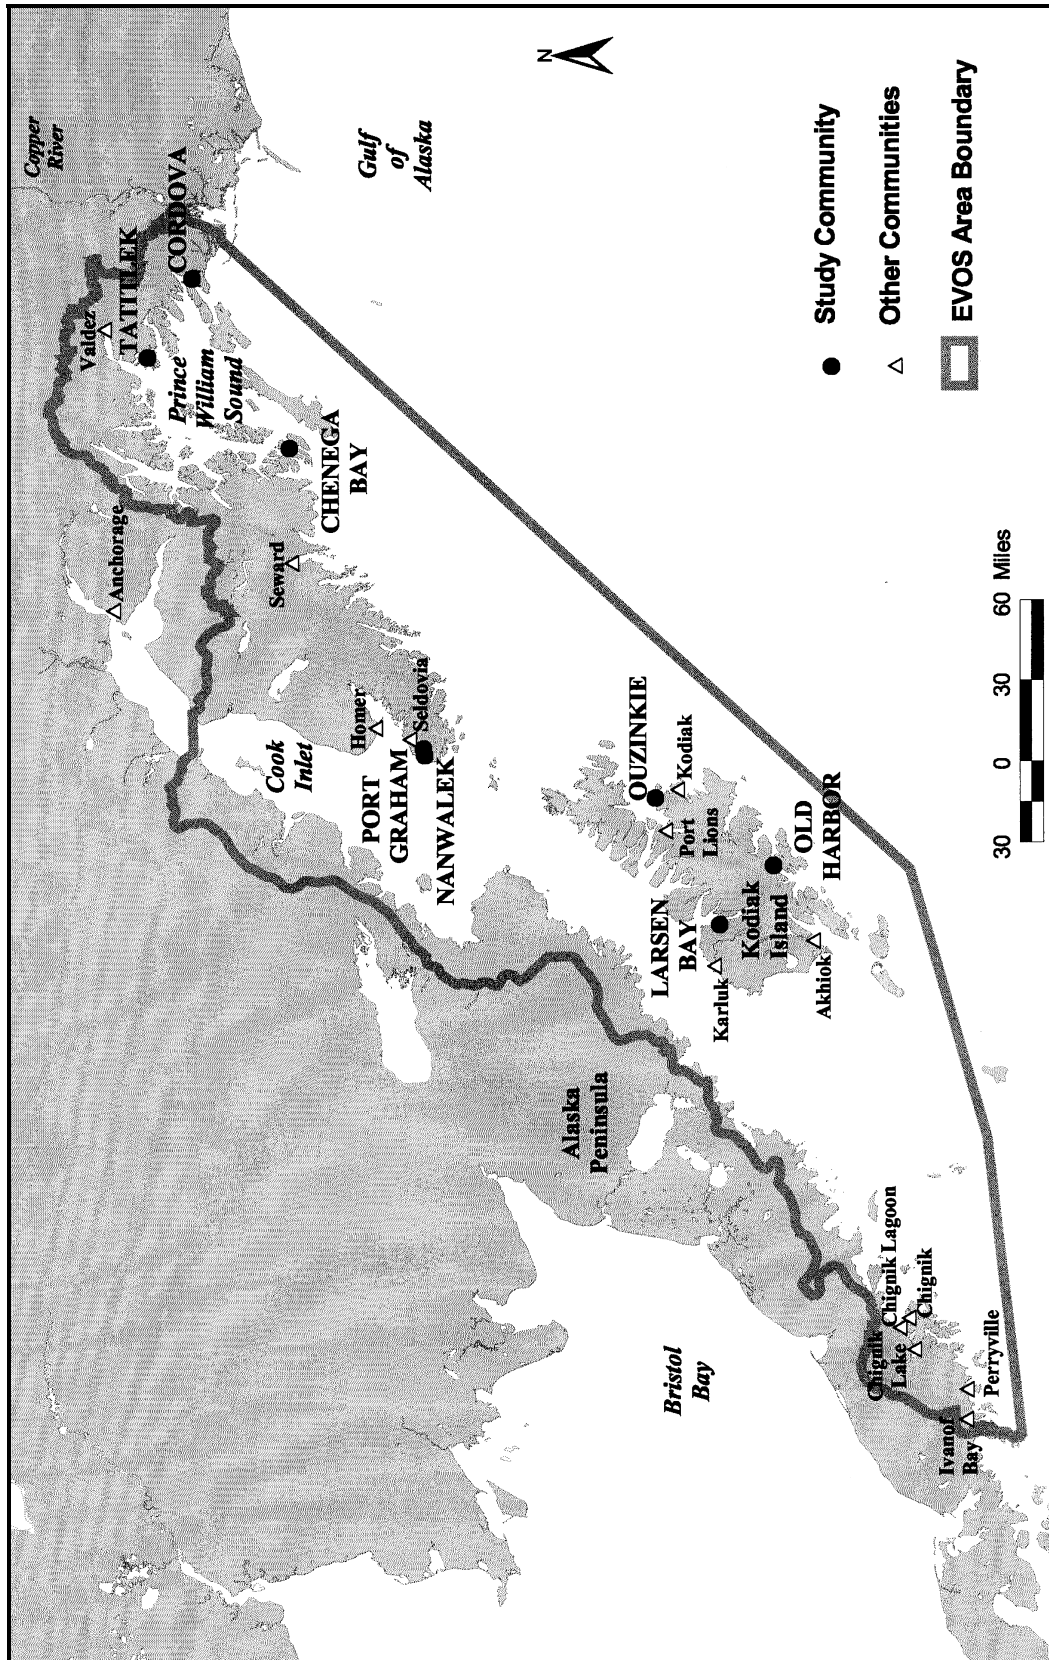 Copper
River
Valdez
TATITLEK
CORDOVA
Prince
William
Sound
Gulf
of
Alaska
Anchorage
CHENEGA
BAY
Seward
Cook
Inlet
Homer
Seldovia
PORT
GRAHAM
NANWALEK
OUZINKIE
Kodiak
Port
Lions
OLD
HARBOR
LARSEN
BAY
Kodiak
Island
Karluk
Akhiok
Alaska
Peninsula
Bristol
Bay
Chignik Lagoon
Chignik
Chignik
Lake
Perryville
Ivanof
Bay
N
Study Community
Other Communities
EVOS Area Boundary
30 0 30 60 Miles